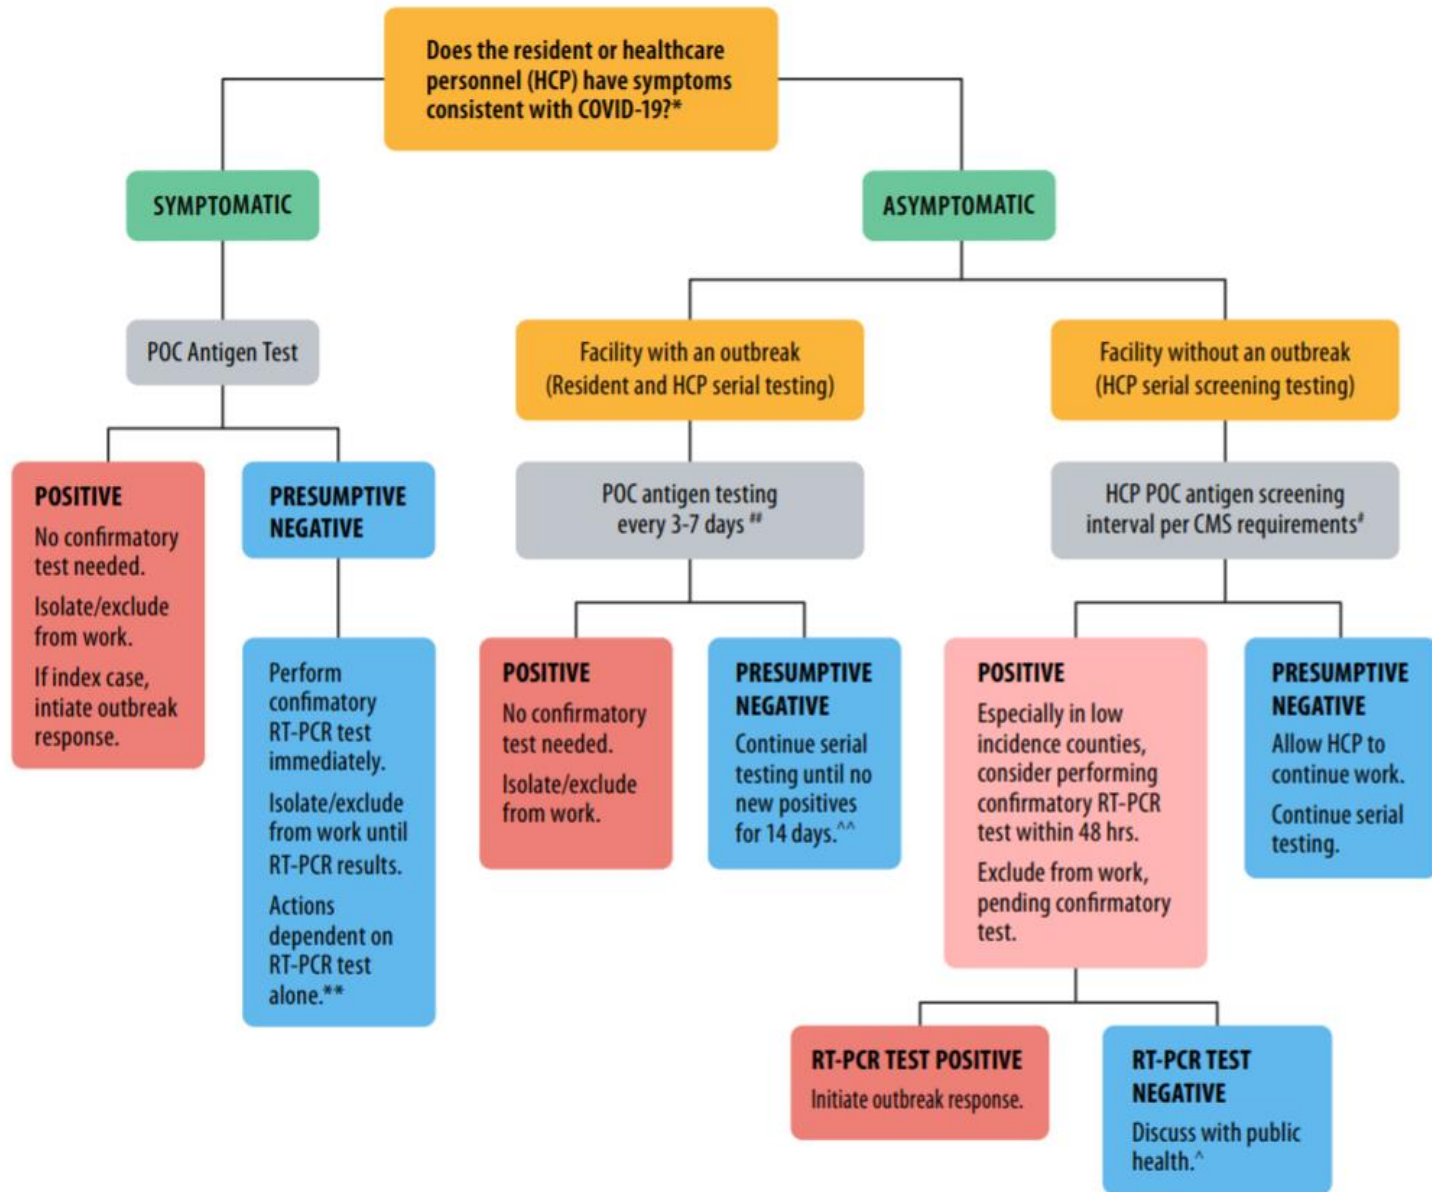 Does the resident or healthcare
personnel (HCP) have symptoms
consistent with COVID-19?*
SYMPTOMATIC
ASYMPTOMATIC
POC Antigen Test
Facility with an outbreak
(Resident and HCP serial testing)
Facility without an outbreak
(HCP serial screening testing)
POSITIVE
No confirmatory
test needed.
Isolate/exclude
from work.
If index case,
intiate outbreak
response.
PRESUMPTIVE
NEGATIVE
Perform
confimatory
RT-PCR test
immediately.
Isolate/exclude
from work until
RT-PCR results.
Actions
dependent on
RT-PCR test
alone.**
POC antigen testing
every 3-7 days ##
HCP POC antigen screening
interval per CMS requirements#
POSITIVE
No confirmatory
test needed.
Isolate/exclude
from work.
PRESUMPTIVE
NEGATIVE
Continue serial
testing until no
new positives
for 14 days.^^
POSITIVE
Especially in low
incidence counties,
consider performing
confirmatory RT-PCR
test within 48 hrs.
Exclude from work,
pending confirmatory
test.
PRESUMPTIVE
NEGATIVE
Allow HCP to
continue work.
Continue serial
testing.
RT-PCR TEST POSITIVE
Initiate outbreak response.
RT-PCR TEST
NEGATIVE
Discuss with public
health.^